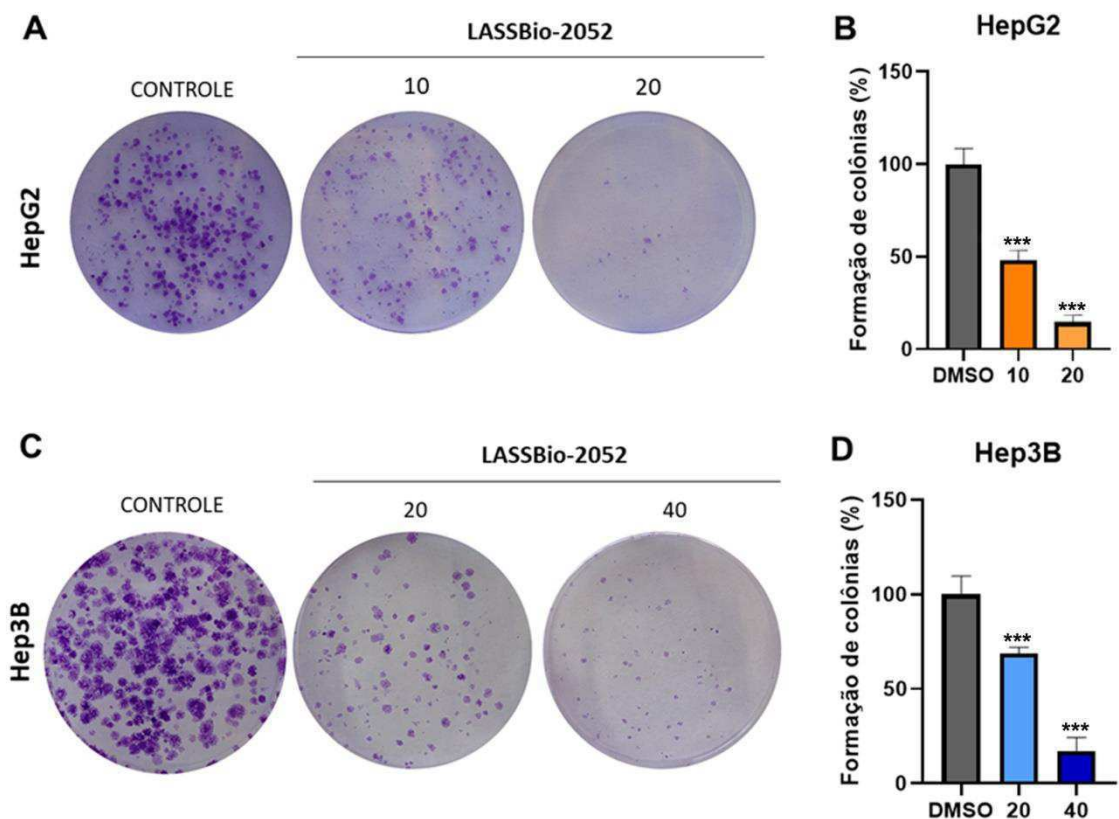 A
LASSBio-2052
CONTROLE
10
20
HepG2
B
HepG2
Formação de colônias (%)
150
100
50
0
***
***
DMSO
10
20
C
LASSBio-2052
CONTROLE
20
40
Hep3B
D
Hep3B
Formação de colônias (%)
150
100
50
0
***
***
DMSO
20
40